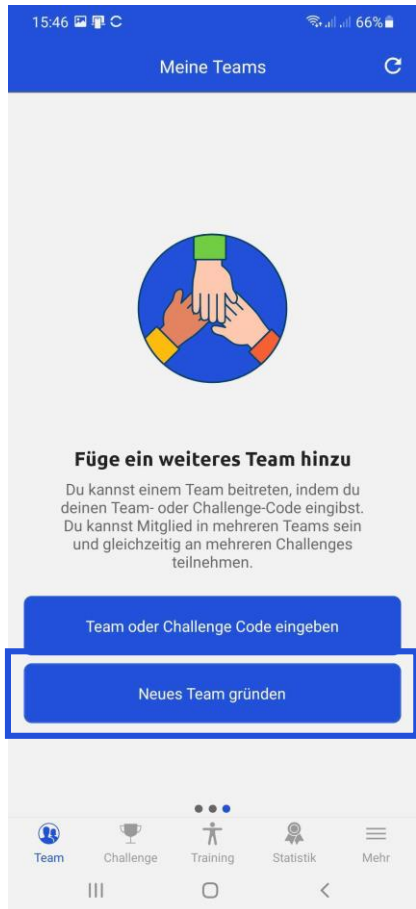 15:46 66%
Meine Teams
Füge ein weiteres Team hinzu
Du kannst einem Team beitreten, indem du
deinen Team- oder Challenge-Code eingibst.
Du kannst Mitglied in mehreren Teams sein
und gleichzeitig an mehreren Challenges
teilnehmen.
Team oder Challenge Code eingeben
Neues Team gründen
Team Challenge Training Statistik Mehr